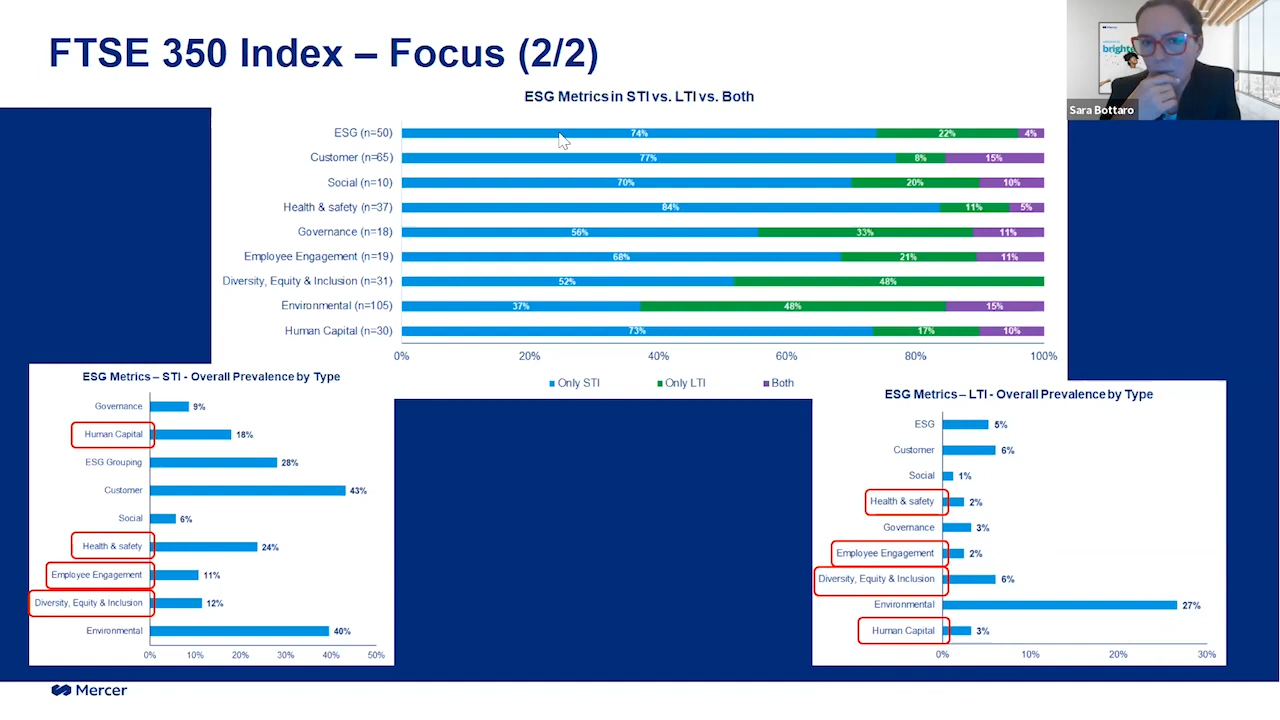 FTSE 350 Index – Focus (2/2)
brighte
Sara Bottaro
ESG Metrics in STI vs. LTI vs. Both
ESG (n=50) 74% 22% 4%
Customer (n=65) 77% 8% 15%
Social (n=10) 70% 20% 10%
Health & safety (n=37) 84% 11% 5%
Governance (n=18) 56% 33% 11%
Employee Engagement (n=19) 68% 21% 11%
Diversity, Equity & Inclusion (n=31) 52% 48%
Environmental (n=105) 37% 48% 15%
Human Capital (n=30) 73% 17% 10%
0% 20% 40% 60% 80% 100%
Only STI Only LTI Both
ESG Metrics – STI - Overall Prevalence by Type
Governance 9%
Human Capital 18%
ESG Grouping 28%
Customer 43%
Social 6%
Health & safety 24%
Employee Engagement 11%
Diversity, Equity & Inclusion 12%
Environmental 40%
0% 10% 20% 30% 40% 50%
ESG Metrics – LTI - Overall Prevalence by Type
ESG 5%
Customer 6%
Social 1%
Health & safety 2%
Governance 3%
Employee Engagement 2%
Diversity, Equity & Inclusion 6%
Environmental 27%
Human Capital 3%
0% 10% 20% 30%
Mercer